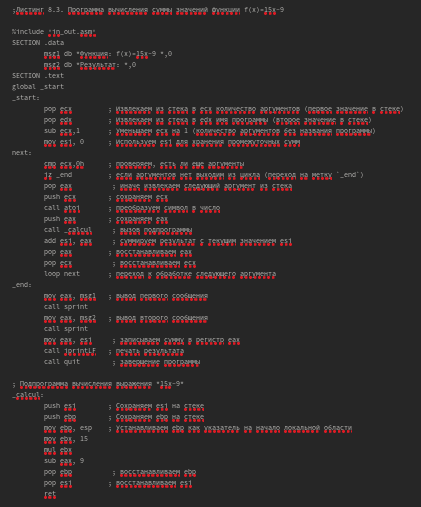 ;Листинг 8.3. Программа вычисления суммы значений функции f(x)=15x-9
%include 'in_out.asm'
SECTION .data
msg1 db "Функция: f(x)=15x-9 ",0
msg2 db "Результат: ",0
SECTION .text
global _start
_start:
pop ecx ; Извлекаем из стека в ecx количество аргументов (первое значение в стеке)
pop edx ; Извлекаем из стека в edx имя программы (второе значение в стеке)
sub ecx,1 ; Уменьшаем ecx на 1 (количество аргументов без названия программы)
mov esi, 0 ; Используем esi для хранения промежуточных сумм
next:
cmp ecx,0h ; проверяем, есть ли еще аргументы
jz _end ; если аргументов нет выходим из цикла (переход на метку `_end`)
pop eax ; иначе извлекаем следующий аргумент из стека
push ecx ; сохраняем ecx
call atoi ; преобразуем символ в число
push eax ; сохраняем eax
call _calcul ; вызов подпрограммы
add esi, eax ; суммируем результат с текущим значением esi
pop eax ; восстанавливаем eax
pop ecx ; восстанавливаем ecx
loop next ; переход к обработке следующего аргумента
_end:
mov eax, msg1 ; вывод первого сообщения
call sprint
mov eax, msg2 ; вывод второго сообщения
call sprint
mov eax, esi ; записываем сумму в регистр eax
call iprintLF ; печать результата
call quit ; завершение программы
; Подпрограмма вычисления выражения "15x-9"
_calcul:
push esi ; Сохраняем esi на стеке
push ebp ; Сохраняем ebp на стеке
mov ebp, esp ; Устанавливаем ebp как указатель на начало локальной области
mov ebx, 15
mul ebx
sub eax, 9
pop ebp ; восстанавливаем ebp
pop esi ; восстанавливаем esi
ret